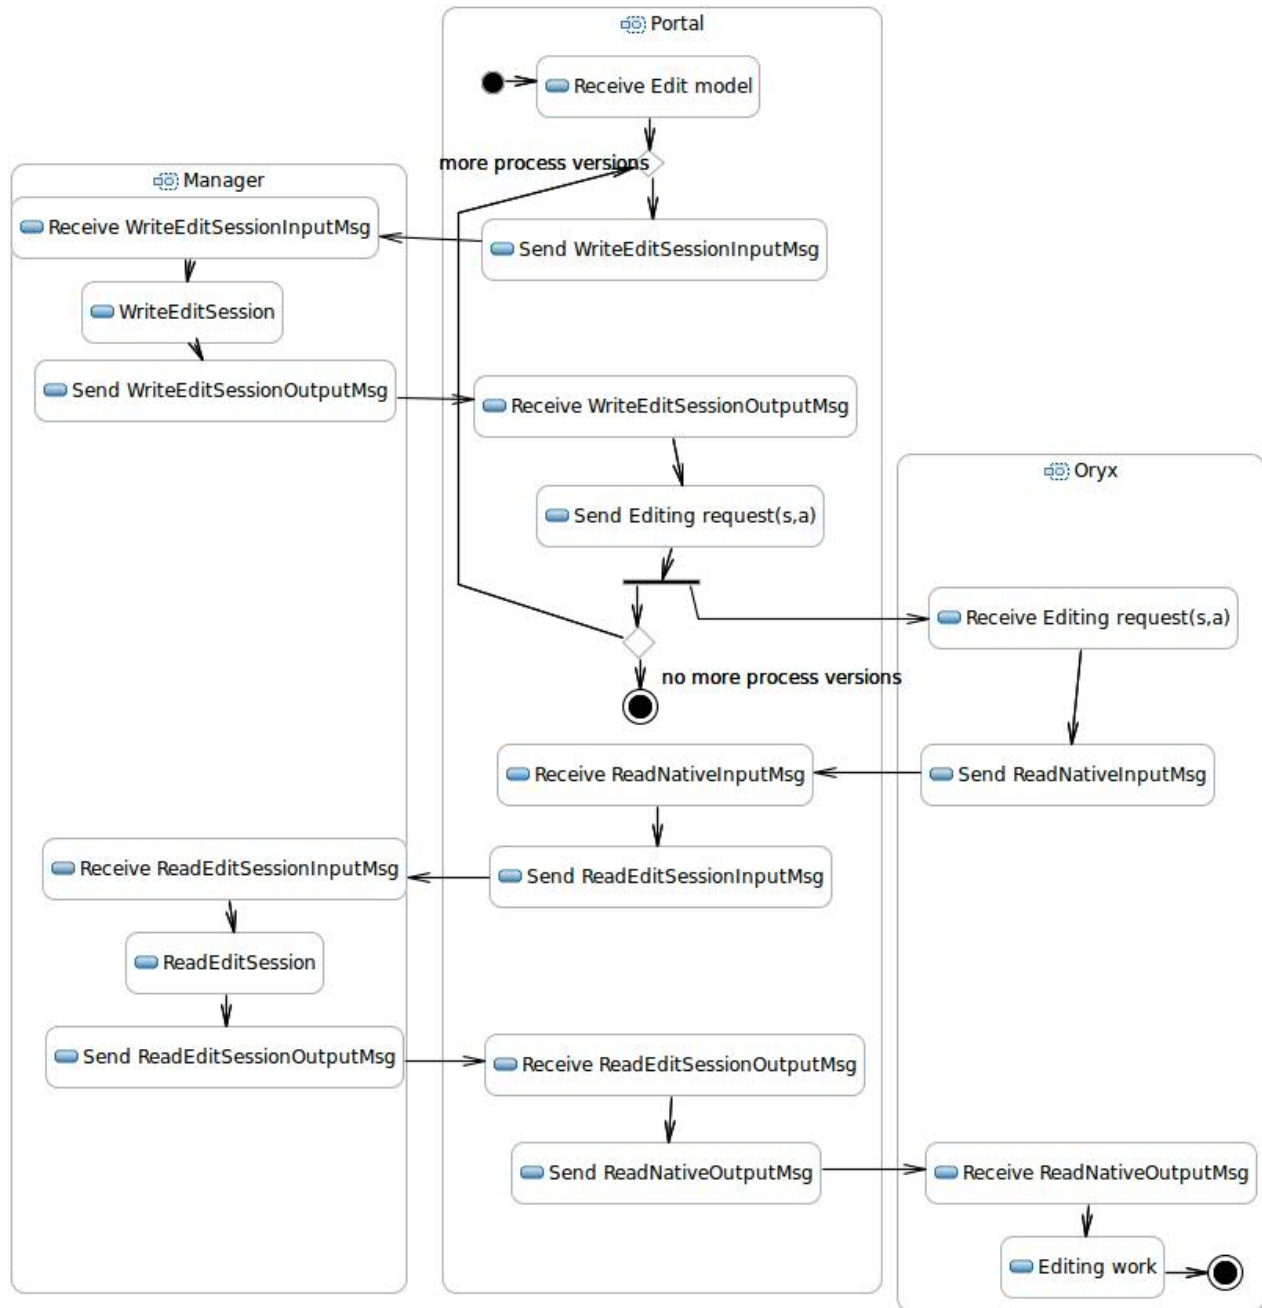 Portal
Receive Edit model
more process versions
Manager
Receive WriteEditSessionInputMsg
Send WriteEditSessionInputMsg
WriteEditSession
Send WriteEditSessionOutputMsg
Receive WriteEditSessionOutputMsg
Oryx
Send Editing request(s,a)
Receive Editing request(s,a)
no more process versions
Receive ReadNativeInputMsg
Send ReadNativeInputMsg
Receive ReadEditSessionInputMsg
Send ReadEditSessionInputMsg
ReadEditSession
Send ReadEditSessionOutputMsg
Receive ReadEditSessionOutputMsg
Send ReadNativeOutputMsg
Receive ReadNativeOutputMsg
Editing work